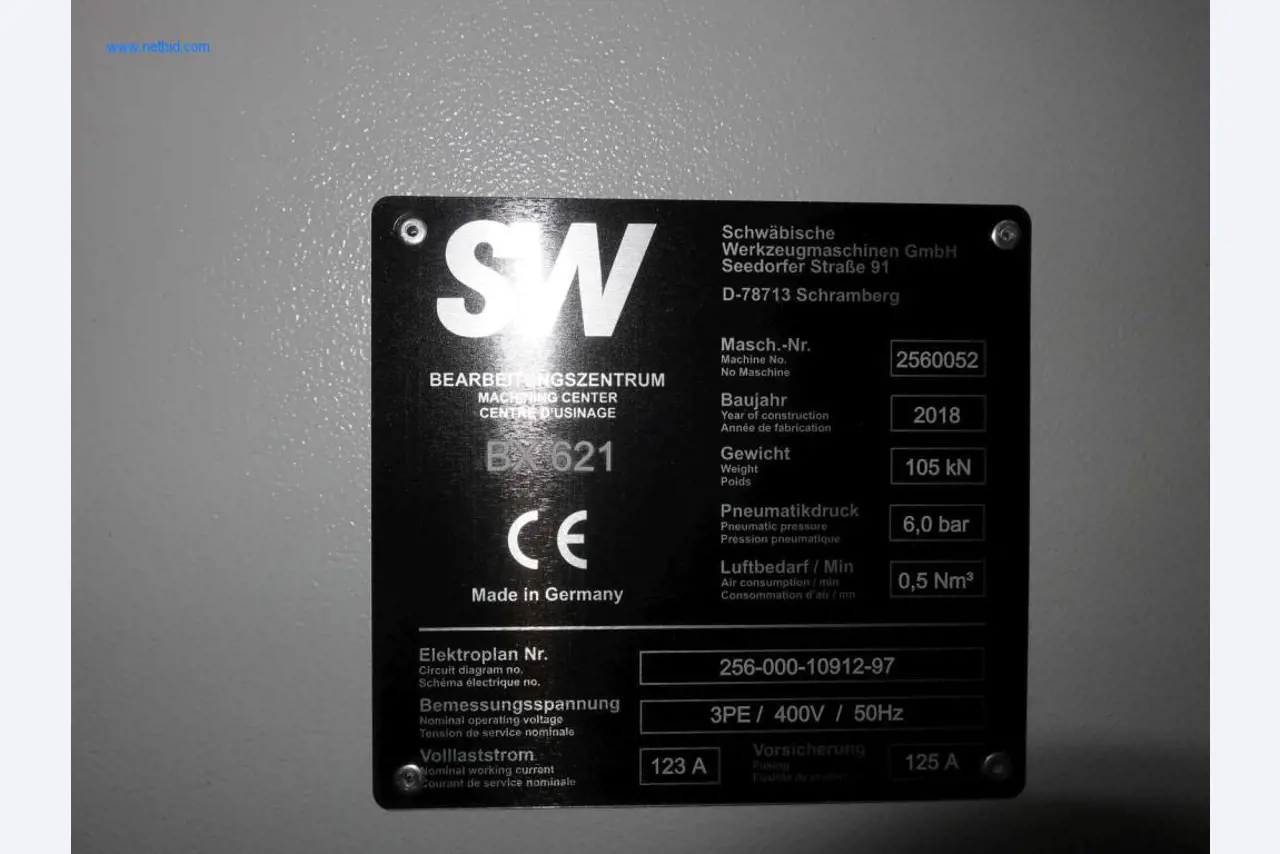 www.netbid.com
SW
BEARBEITUNGSZENTRUM
MACHINING CENTER
CENTRE D'USINAGE
BX 621
CE
Made in Germany
Schwäbische
Werkzeugmaschinen GmbH
Seedorfer Straße 91
D-78713 Schramberg
Masch.-Nr.
Machine No.
No Maschine
2560052
Baujahr
Year of construction
Année de fabrication
2018
Gewicht
Weight
Poids
105 kN
Pneumatikdruck
Pneumatic pressure
Pression pneumatique
6,0 bar
Luftbedarf / Min
Air consumption / min
Consommation d'air / mn
0,5 Nm³
Elektroplan Nr.
Circuit diagram no.
Schéma électrique no.
256-000-10912-97
Bemessungsspannung
Nominal operating voltage
Tension de service nominale
3PE / 400V / 50Hz
Volllaststrom
Nominal working current
Courant de service nominale
123 A
Vorsicherung
Fusing
125 A